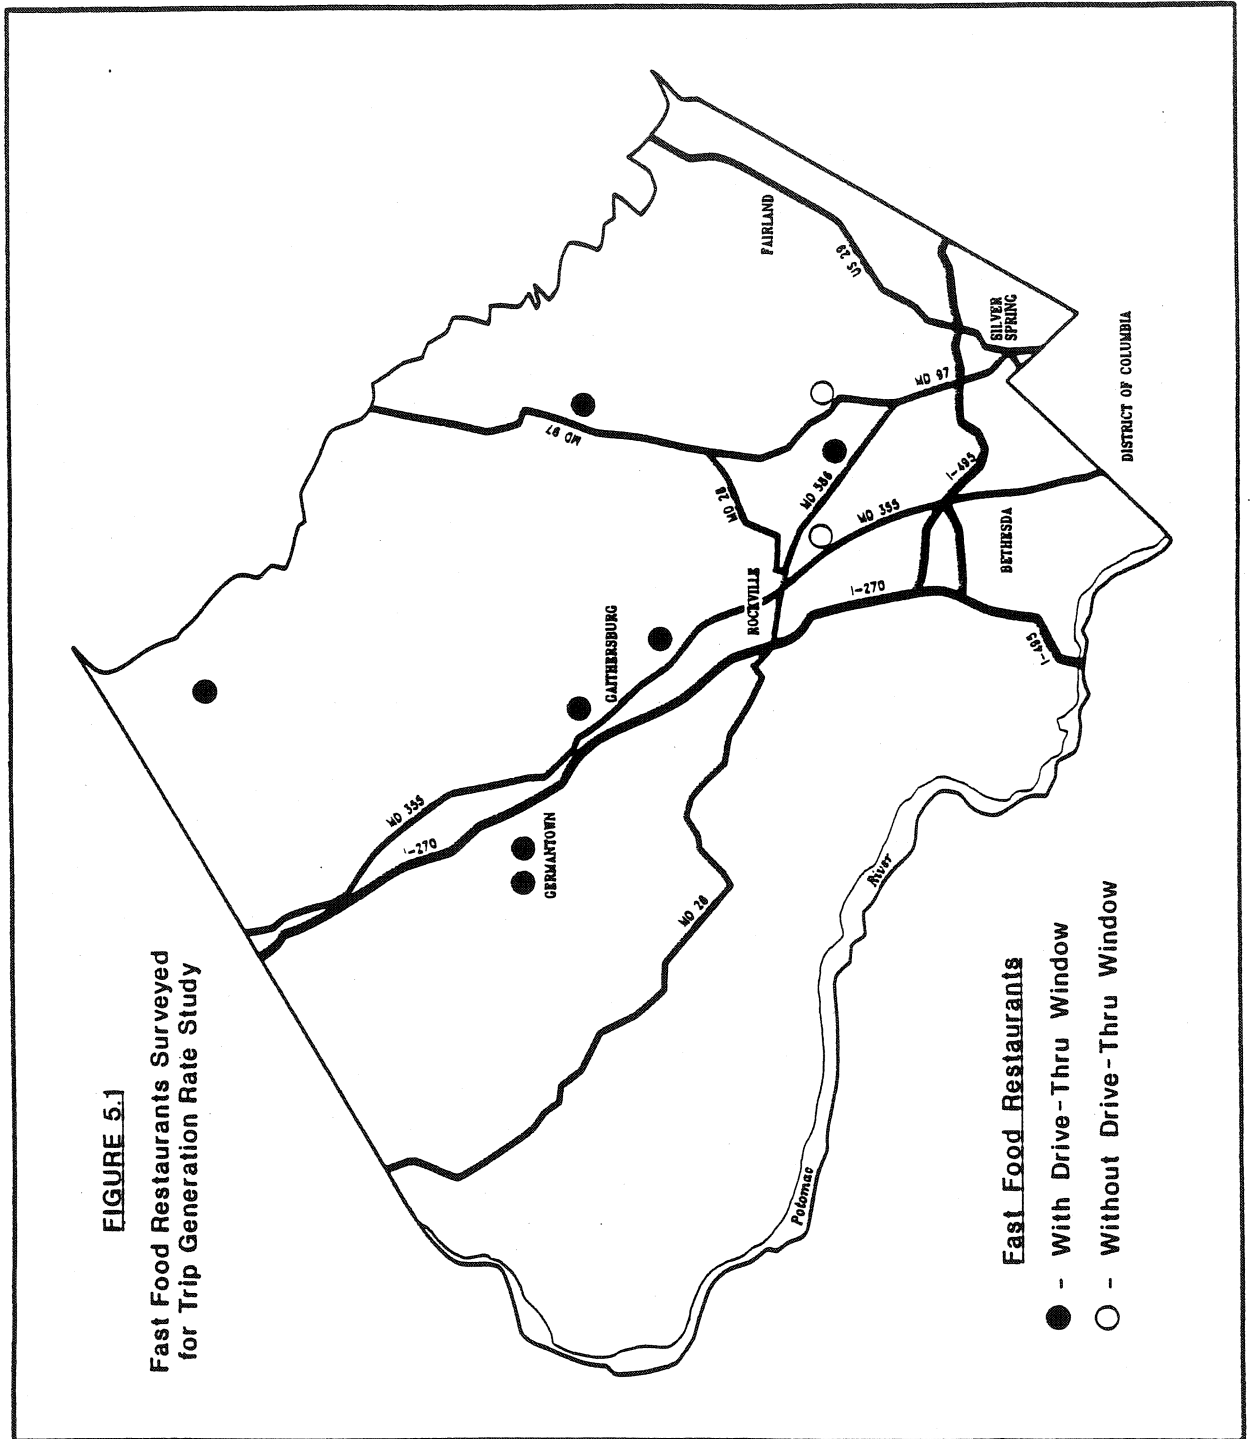 FIGURE 5.1
Fast Food Restaurants Surveyed
for Trip Generation Rate Study
MD 355
I-270
GERMANTOWN
GAITHERSBURG
MD 97
MD 28
FAIRLAND
US 29
MD 28
ROCKVILLE
MD 586
MD 355
I-270
MD 97
SILVER
SPRING
I-495
BETHESDA
I-495
DISTRICT OF COLUMBIA
Potomac
River
Fast Food Restaurants
- With Drive-Thru Window
- Without Drive-Thru Window